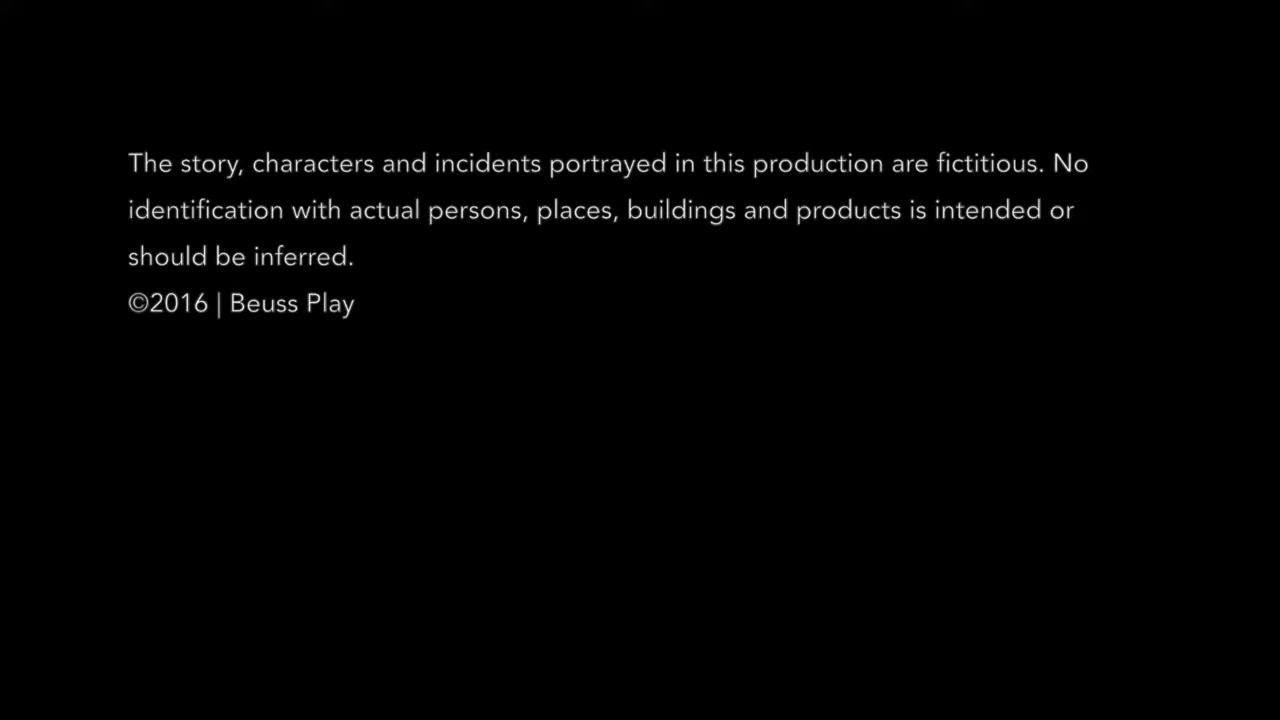 The story, characters and incidents portrayed in this production are fictitious. No
identification with actual persons, places, buildings and products is intended or
should be inferred.
©2016 | Beuss Play